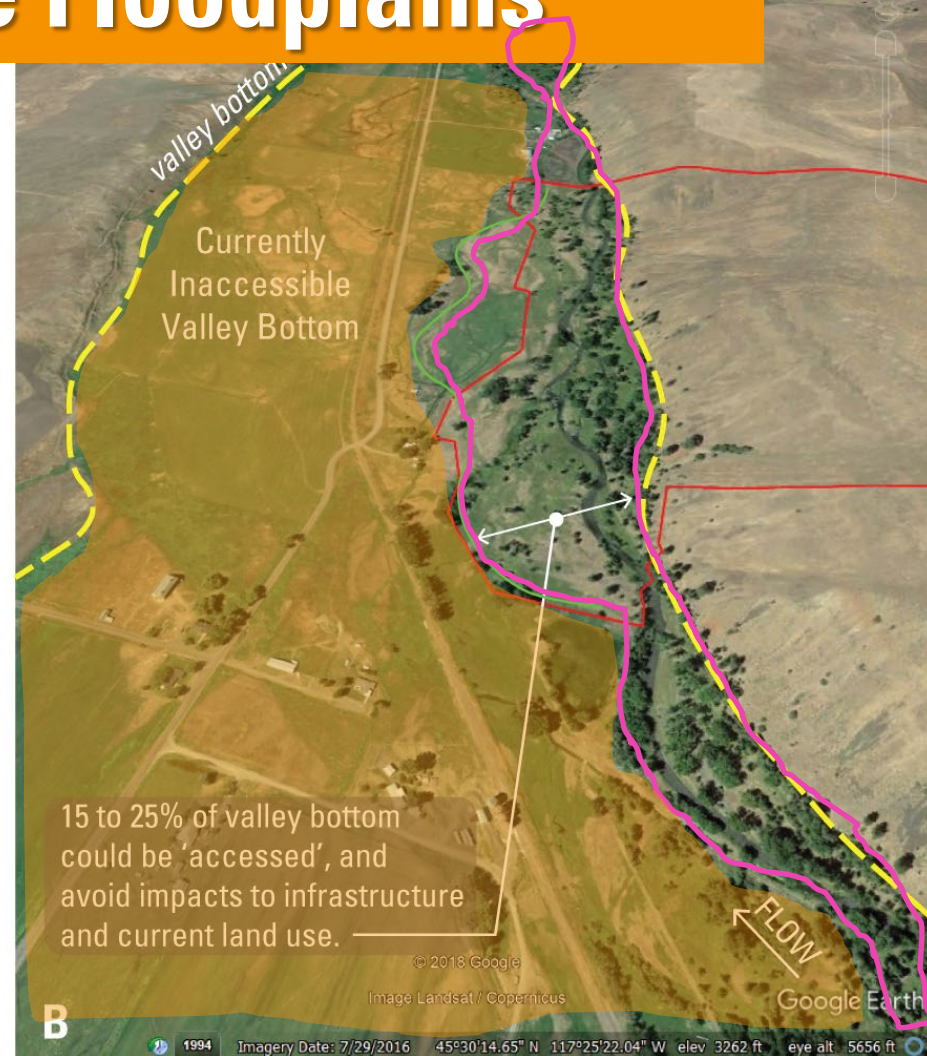 e Floodplains
valley bottom
Currently
Inaccessible
Valley Bottom
15 to 25% of valley bottom
could be ‘accessed’, and
avoid impacts to infrastructure
and current land use.
FLOW
© 2018 Google
Image Landsat / Copernicus
Google Earth
B
1994 Imagery Date: 7/29/2016 45°30'14.65" N 117°25'22.04" W elev 3262 ft eye alt 5656 ft